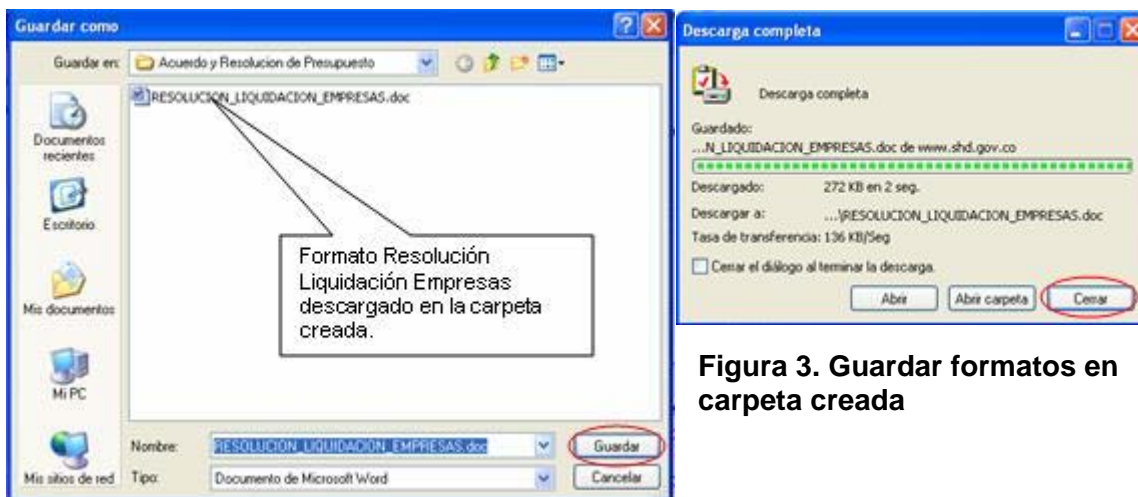 Guardar como
Guardar en: Acuerdo y Resolucion de Presupuesto
RESOLUCION_LIQUIDACION_EMPRESAS.doc
Documentos
recientes
Escritorio
Mis documentos
Mi PC
Mis sitios de red
Formato Resolución
Liquidación Empresas
descargado en la carpeta
creada.
Nombre: RESOLUCION_LIQUIDACION_EMPRESAS.doc Guardar
Tipo: Documento de Microsoft Word Cancelar
Descarga completa
Descarga completa
Guardado:
...N_LIQUIDACION_EMPRESAS.doc de www.shd.gov.co
Descargado: 272 KB en 2 seg.
Descargar a: ...\RESOLUCION_LIQUIDACION_EMPRESAS.doc
Tasa de transferencia: 136 KB/Seg
Cerrar el diálogo al terminar la descarga.
Abrir Abrir carpeta Cerrar
Figura 3. Guardar formatos en
carpeta creada